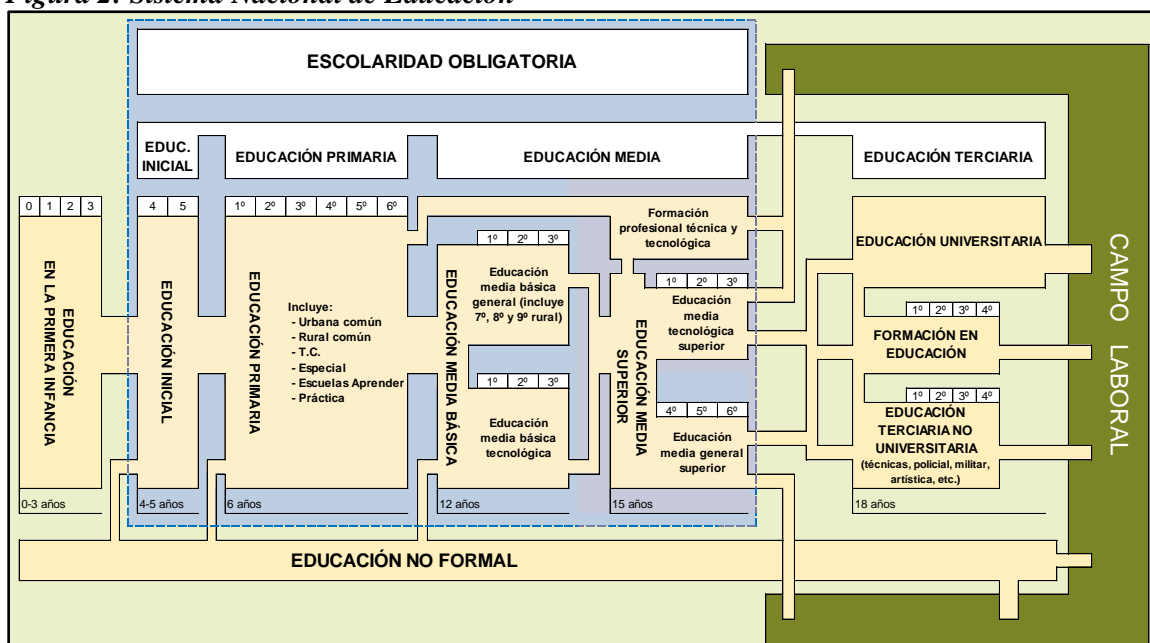 Figura 2: Sistema Nacional de Educación
ESCOLARIDAD OBLIGATORIA
EDUC.
INICIAL
EDUCACIÓN PRIMARIA
EDUCACIÓN MEDIA
EDUCACIÓN TERCIARIA
0 1 2 3
4 5
1º 2º 3º 4º 5º 6º
EDUCACIÓN
EN LA PRIMERA INFANCIA
0-3 años
EDUCACIÓN INICIAL
4-5 años
EDUCACIÓN PRIMARIA
Incluye:
- Urbana común
- Rural común
- T.C.
- Especial
- Escuelas Aprender
- Práctica
6 años
EDUCACIÓN MEDIA BÁSICA
1º 2º 3º
Educación
media básica
general (incluye
7º, 8º y 9º rural)
1º 2º 3º
Educación
media básica
tecnológica
12 años
Formación
profesional técnica y
tecnológica
EDUCACIÓN MEDIA
SUPERIOR
1º 2º 3º
Educación
media
tecnológica
superior
4º 5º 6º
Educación
media general
superior
15 años
EDUCACIÓN UNIVERSITARIA
1º 2º 3º 4º
FORMACIÓN EN
EDUCACIÓN
1º 2º 3º 4º
EDUCACIÓN
TERCIARIA NO
UNIVERSITARIA
(técnicas, policial, militar,
artística, etc.)
18 años
CAMPO LABORAL
EDUCACIÓN NO FORMAL